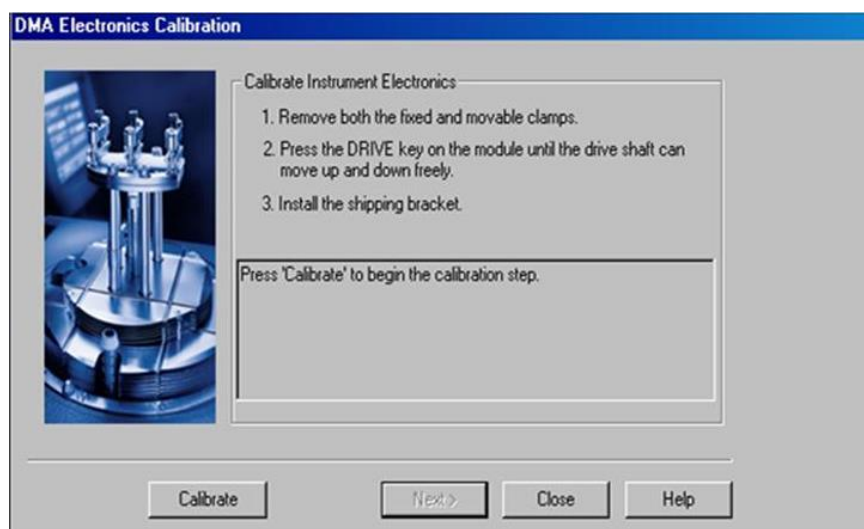 DMA Electronics Calibration
Calibrate Instrument Electronics
1. Remove both the fixed and movable clamps.
2. Press the DRIVE key on the module until the drive shaft can
move up and down freely.
3. Install the shipping bracket.
Press 'Calibrate' to begin the calibration step.
Calibrate
Next >
Close
Help